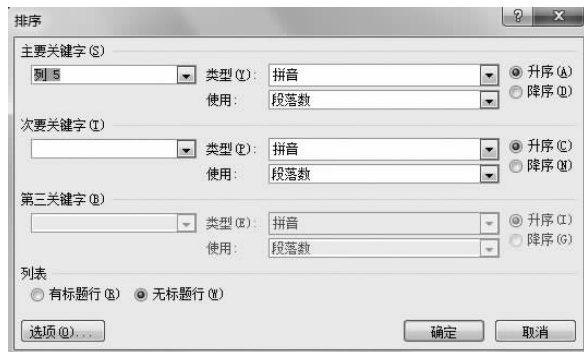 排序
主要关键字(S)
列 5 类型(Y): 拼音 升序(A)
使用: 段落数 降序(D)
次要关键字(T)
类型(P): 拼音 升序(C)
使用: 段落数 降序(N)
第三关键字(B)
类型(E): 拼音 升序(I)
使用: 段落数 降序(G)
列表
有标题行(R) 无标题行(W)
选项(O)... 确定 取消